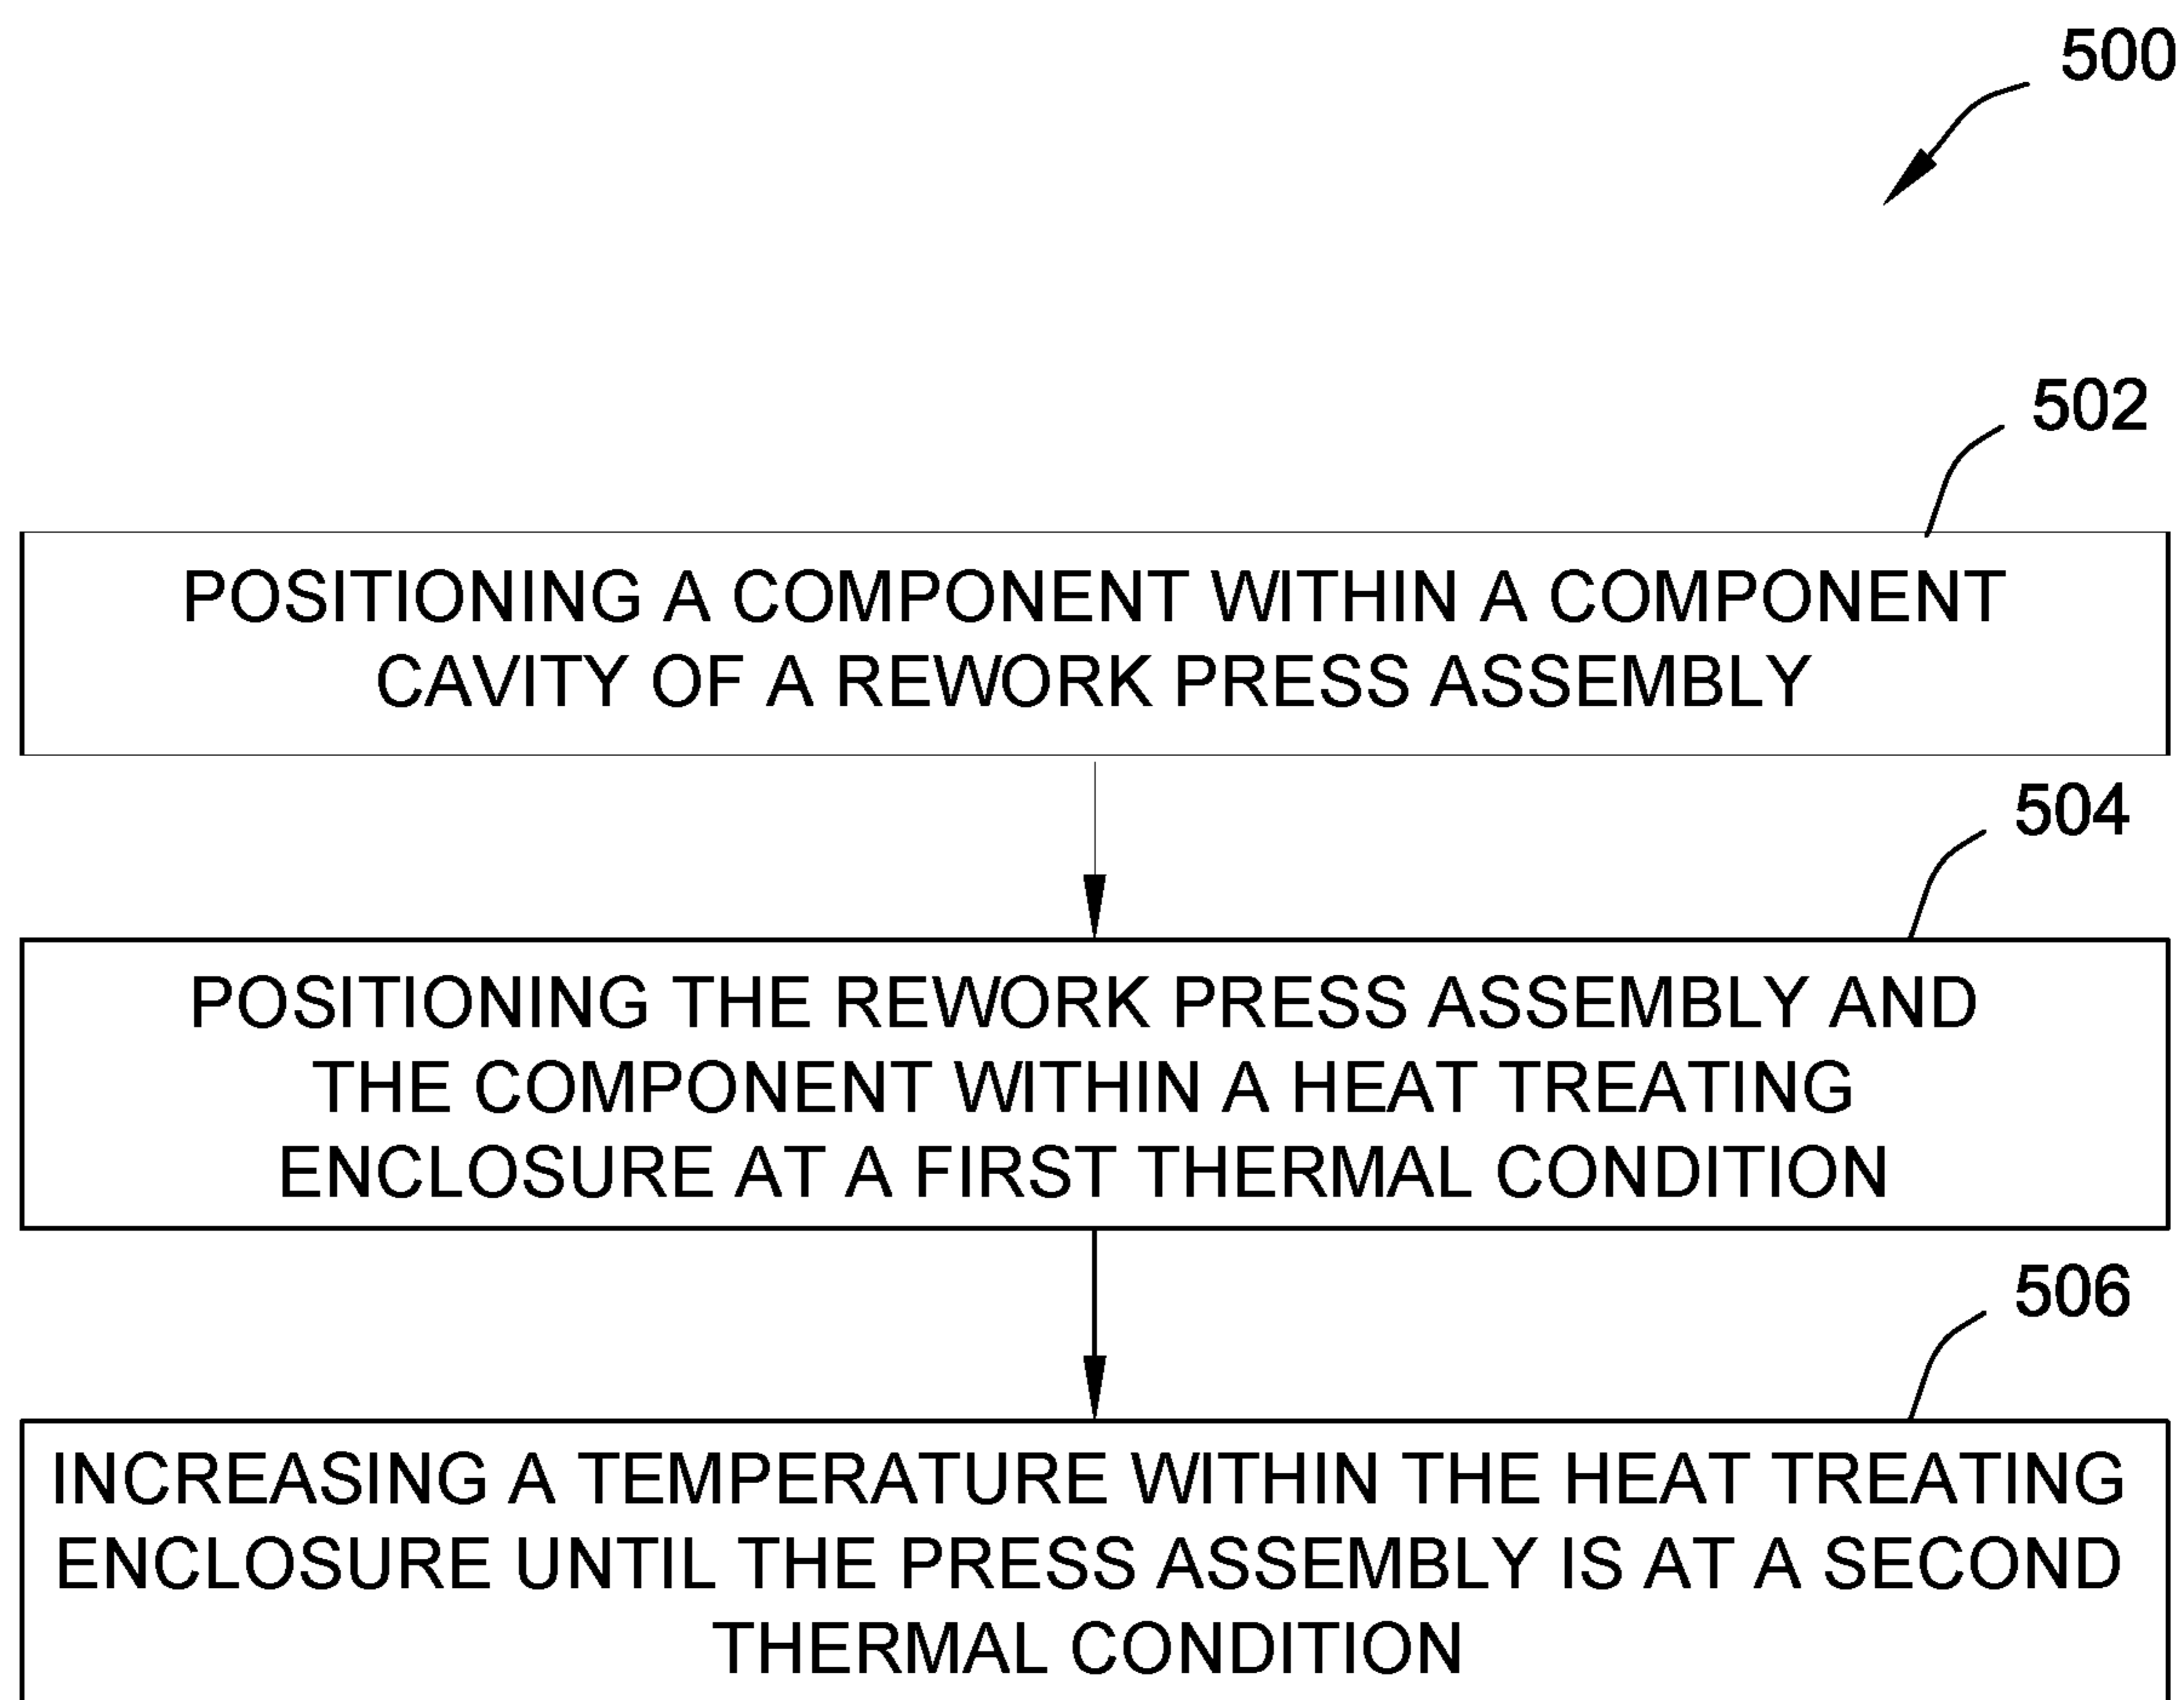 500
502
POSITIONING A COMPONENT WITHIN A COMPONENT
CAVITY OF A REWORK PRESS ASSEMBLY
504
POSITIONING THE REWORK PRESS ASSEMBLY AND
THE COMPONENT WITHIN A HEAT TREATING
ENCLOSURE AT A FIRST THERMAL CONDITION
506
INCREASING A TEMPERATURE WITHIN THE HEAT TREATING
ENCLOSURE UNTIL THE PRESS ASSEMBLY IS AT A SECOND
THERMAL CONDITION